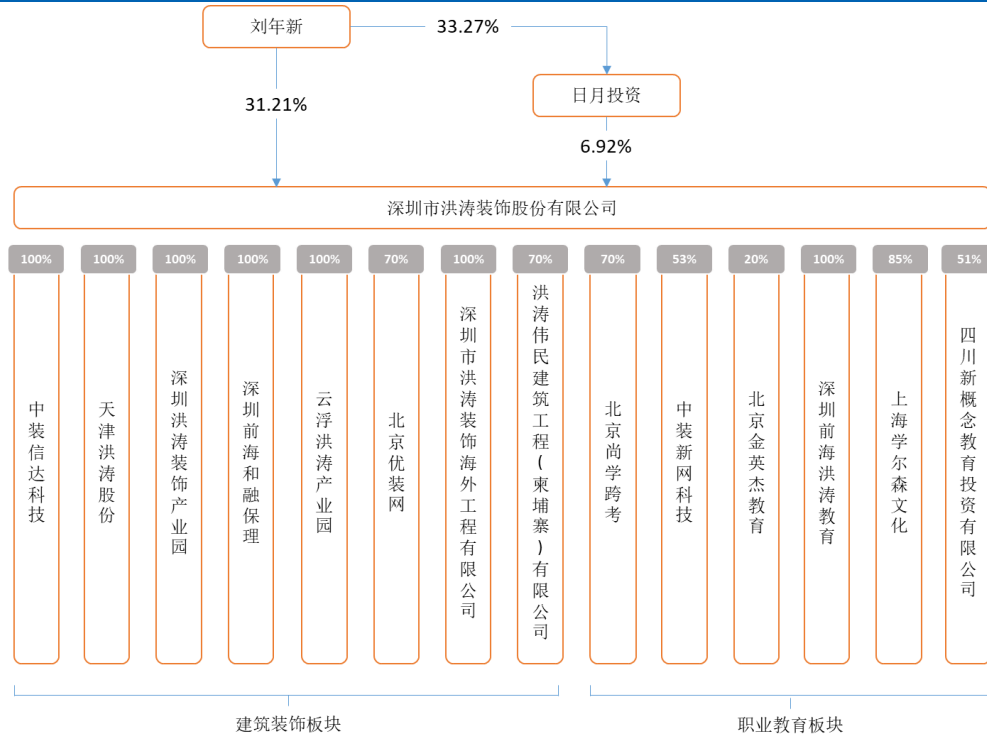 刘年新
33.27%
31.21%
日月投资
6.92%
深圳市洪涛装饰股份有限公司
100%
100%
100%
100%
100%
70%
100%
70%
70%
53%
20%
100%
85%
51%
中装信达科技
天津洪涛股份
深圳洪涛装饰产业园
深圳前海和融保理
云浮洪涛产业园
北京优装网
深圳市洪涛装饰海外工程有限公司
洪涛伟民建筑工程(柬埔寨)有限公司
北京尚学跨考
中装新网科技
北京金英杰教育
深圳前海洪涛教育
上海学尔森文化
四川新概念教育投资有限公司
建筑装饰板块
职业教育板块